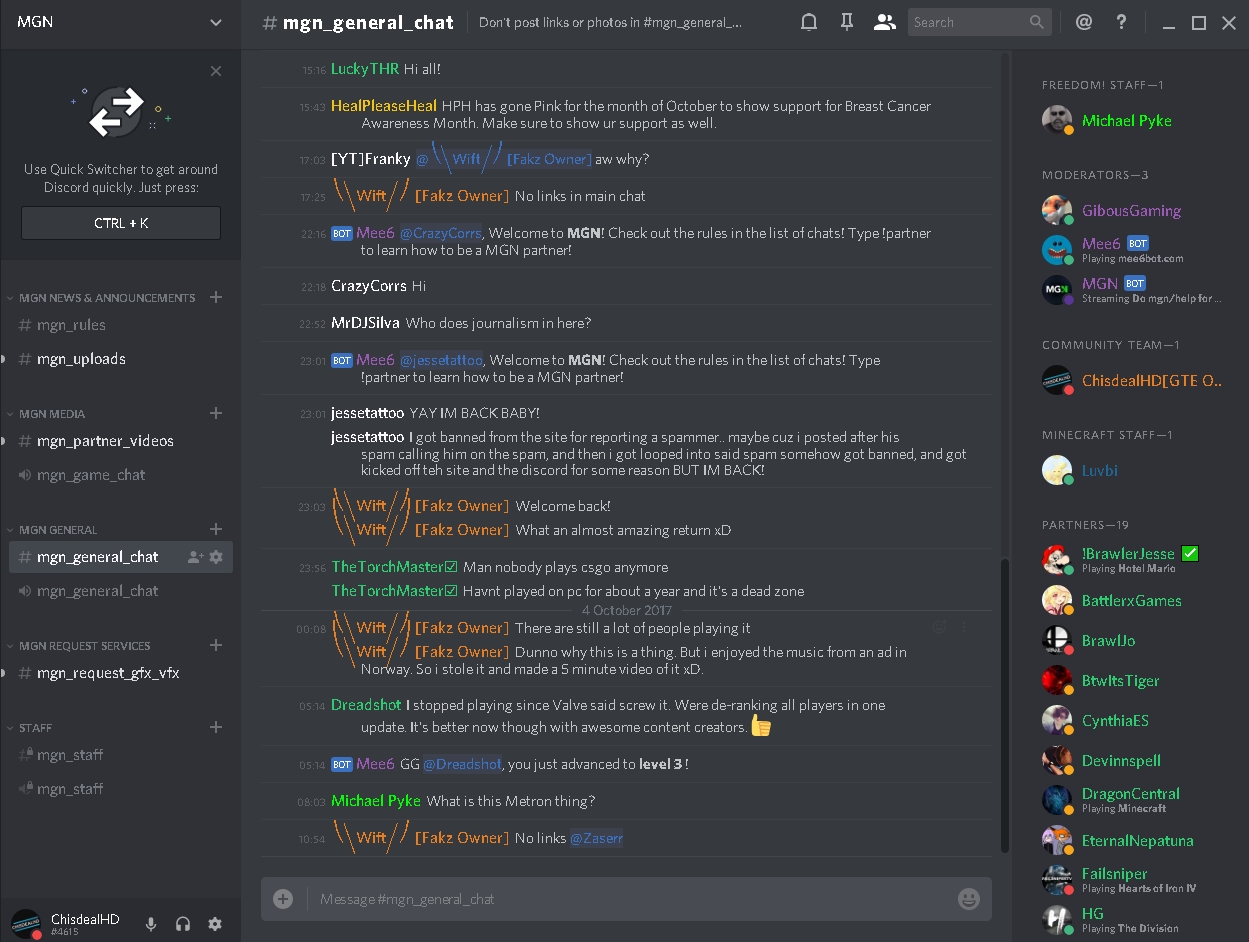 MGN
# mgn_general_chat
Don't post links or photos in #mgn_general_...
Search
@
?
Use Quick Switcher to get around
Discord quickly. Just press:
CTRL + K
MGN NEWS & ANNOUNCEMENTS
# mgn_rules
# mgn_uploads
MGN MEDIA
# mgn_partner_videos
mgn_game_chat
MGN GENERAL
# mgn_general_chat
mgn_general_chat
MGN REQUEST SERVICES
# mgn_request_gfx_vfx
STAFF
# mgn_staff
mgn_staff
ChisdealHD
#4615
15:16 LuckyTHR Hi all!
15:43 HealPleaseHeal HPH has gone Pink for the month of October to show support for Breast Cancer
Awareness Month. Make sure to show ur support as well.
17:03 [YT]Franky @\\Wift// [Fakz Owner] aw why?
17:25 \\Wift// [Fakz Owner] No links in main chat
22:16 BOT Mee6 @CrazyCorrs, Welcome to MGN! Check out the rules in the list of chats! Type !partner
to learn how to be a MGN partner!
22:18 CrazyCorrs Hi
22:52 MrDJSilva Who does journalism in here?
23:01 BOT Mee6 @jessetattoo, Welcome to MGN! Check out the rules in the list of chats! Type
!partner to learn how to be a MGN partner!
23:01 jessetattoo YAY IM BACK BABY!
jessetattoo I got banned from the site for reporting a spammer.. maybe cuz i posted after his
spam calling him on the spam, and then i got looped into said spam somehow got banned, and got
kicked off teh site and the discord for some reason BUT IM BACK!
23:03 \\Wift// [Fakz Owner] Welcome back!
\\Wift// [Fakz Owner] What an almost amazing return xD
23:56 TheTorchMaster☑ Man nobody plays csgo anymore
TheTorchMaster☑ Havnt played on pc for about a year and it's a dead zone
4 October 2017
00:08 \\Wift// [Fakz Owner] There are still a lot of people playing it
\\Wift// [Fakz Owner] Dunno why this is a thing. But i enjoyed the music from an ad in
Norway. So i stole it and made a 5 minute video of it xD.
05:14 Dreadshot I stopped playing since Valve said screw it. Were de-ranking all players in one
update. It's better now though with awesome content creators. 👍
05:14 BOT Mee6 GG @Dreadshot, you just advanced to level 3 !
08:03 Michael Pyke What is this Metron thing?
10:54 \\Wift// [Fakz Owner] No links @Zaserr
Message #mgn_general_chat
FREEDOM! STAFF—1
Michael Pyke
MODERATORS—3
GibousGaming
Mee6 BOT
Playing mee6bot.com
MGN
MGN BOT
Streaming Do mgn/help for ...
COMMUNITY TEAM—1
ChisdealHD[GTE O..
MINECRAFT STAFF—1
Luvbi
PARTNERS—19
!BrawlerJesse ✅
Playing Hotel Mario
BattlerxGames
BrawlJo
BtwItsTiger
CynthiaES
Devinnspell
DragonCentral
Playing Minecraft
EternalNepatuna
Failsniper
Playing Hearts of Iron IV
HG
Playing The Division